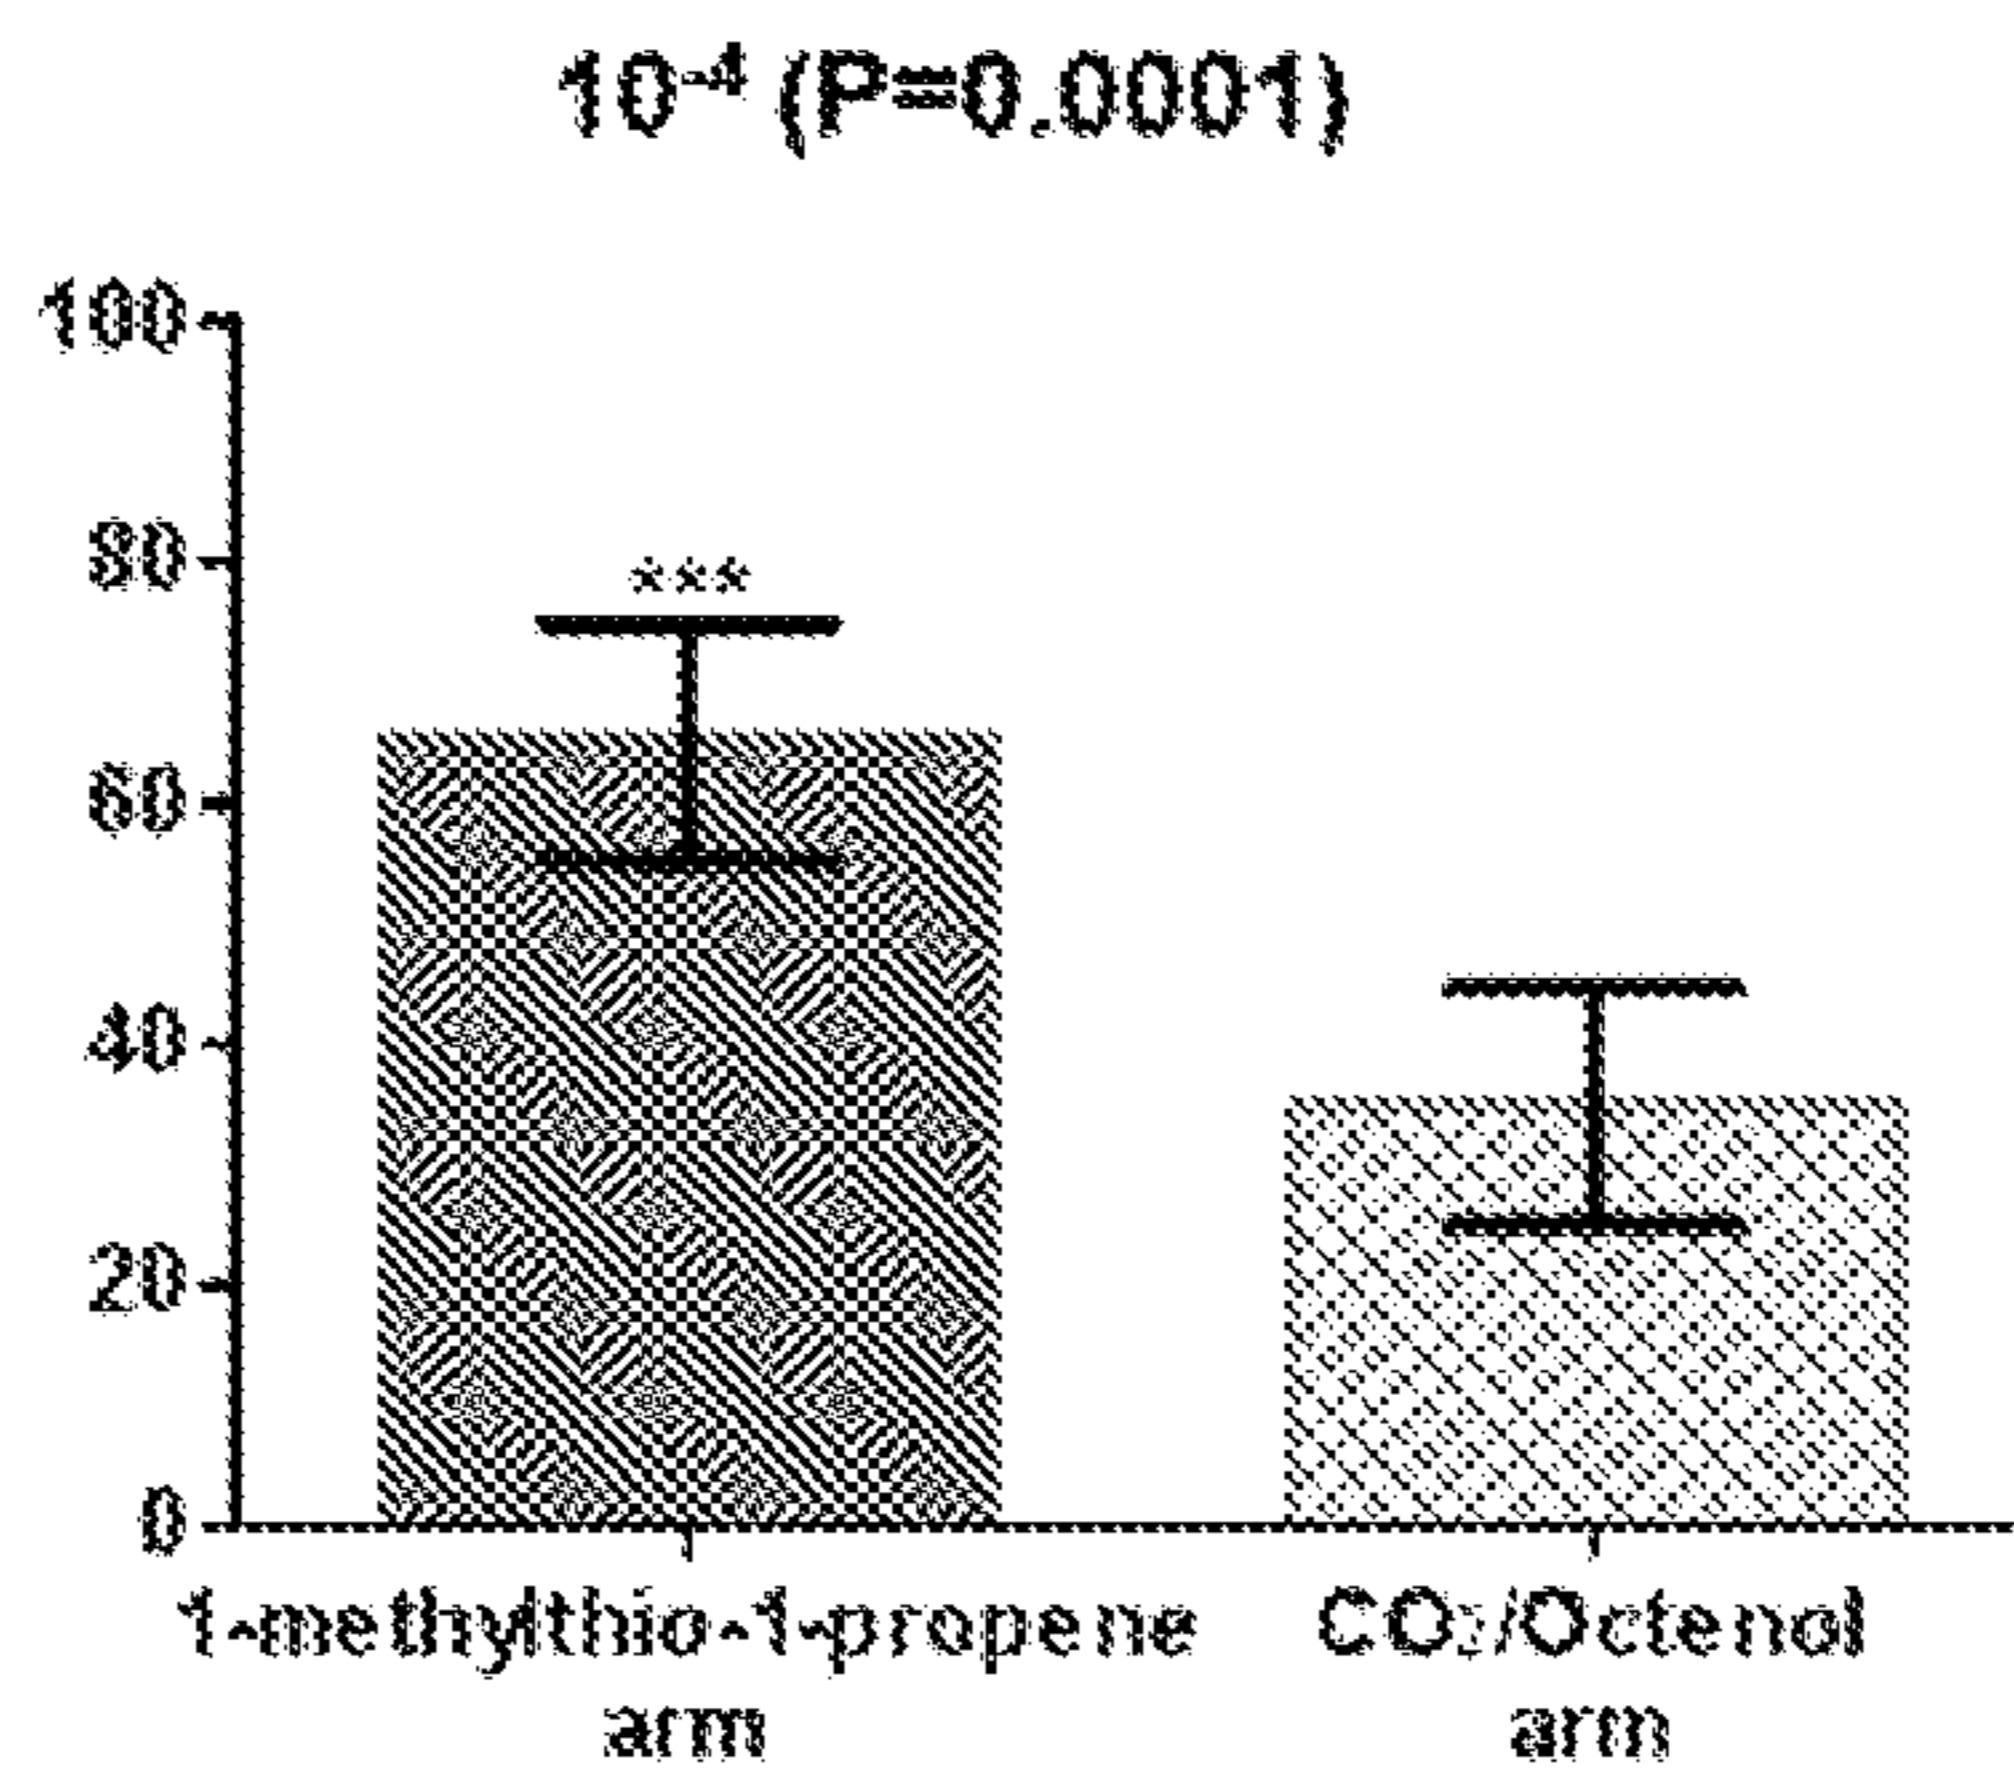 10⁻⁴ (P=0.0001)
100
80
***
60
40
20
0
1-methylthio-1-propene arm
CO₂/Octenol arm